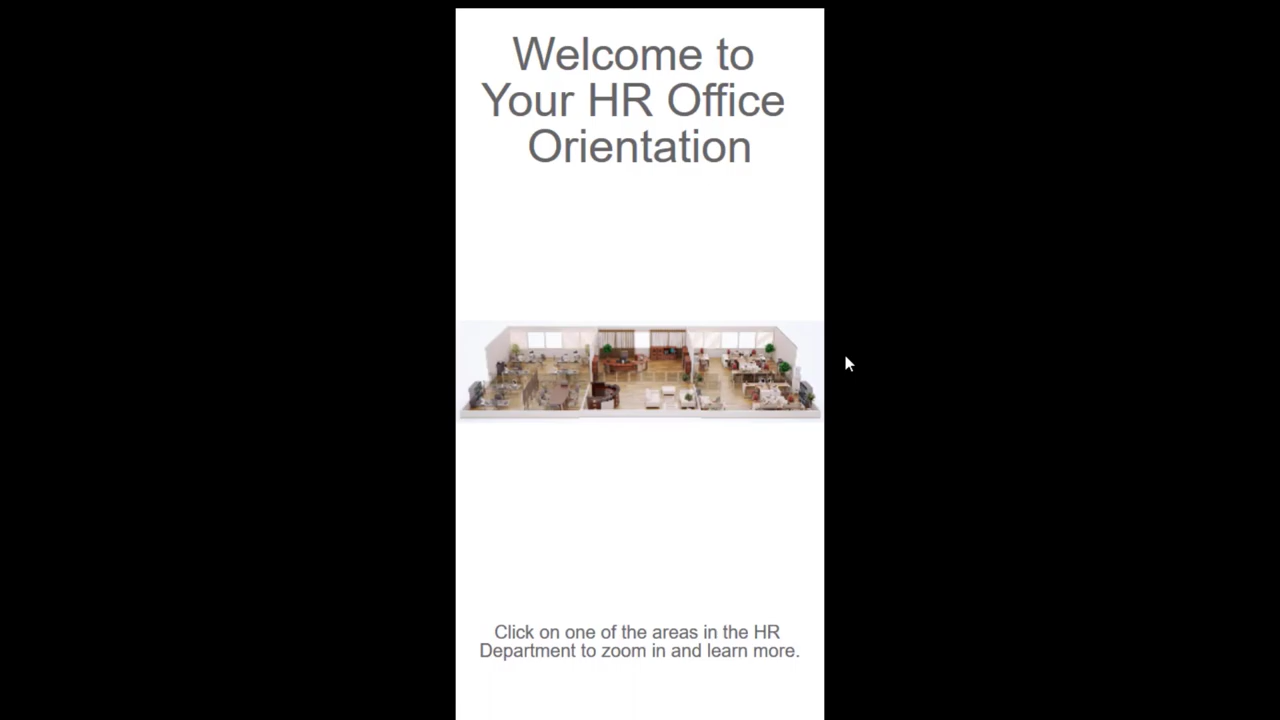 Welcome to
Your HR Office
Orientation
Click on one of the areas in the HR
Department to zoom in and learn more.